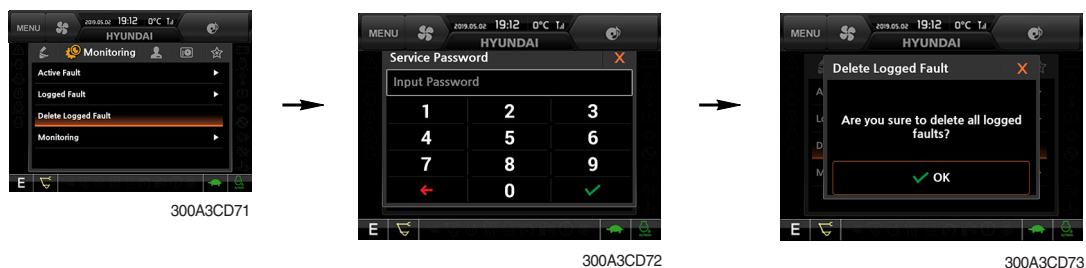 MENU
2019.05.02 19:12 0°C
HYUNDAI
Monitoring
Active Fault
Logged Fault
Delete Logged Fault
Monitoring
E
300A3CD71
MENU
2019.05.02 19:12 0°C
HYUNDAI
Service Password X
Input Password
1 2 3
4 5 6
7 8 9
0
E
300A3CD72
MENU
2019.05.02 19:12 0°C
HYUNDAI
Delete Logged Fault X
Are you sure to delete all logged
faults?
OK
E
300A3CD73